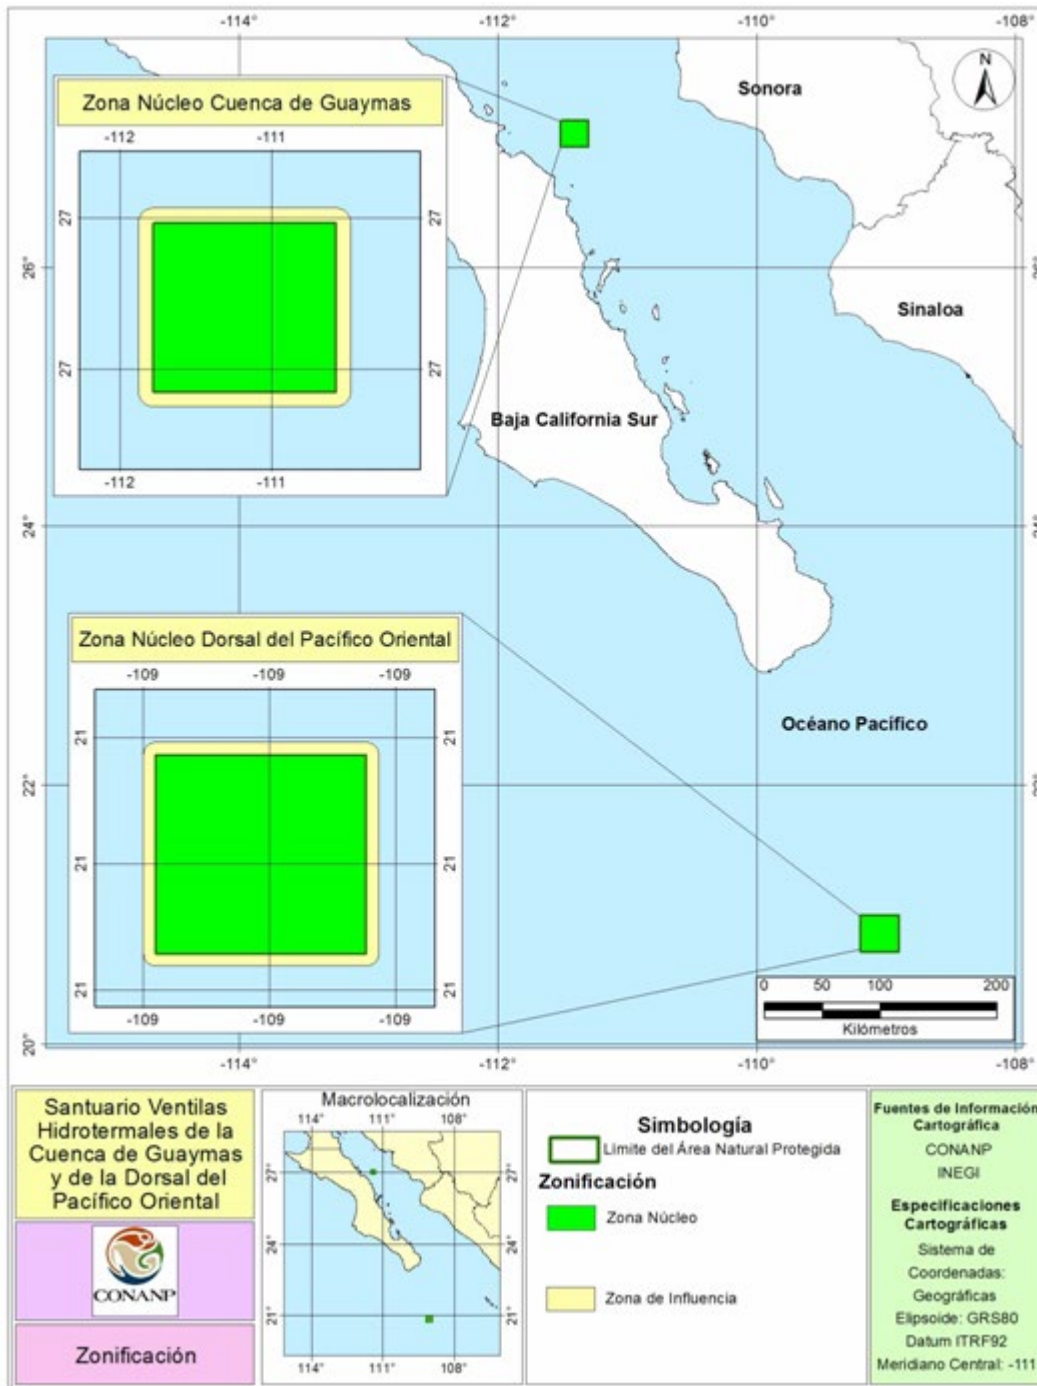 -114° -112° -110° -108°
N
Sonora
Zona Núcleo Cuenca de Guaymas
-112 -111
27 27
27 27
-112 -111
26°
Sinaloa
Baja California Sur
24°
Zona Núcleo Dorsal del Pacífico Oriental
-109 -109 -109
21 21
21 21
21 21
-109 -109 -109
Océano Pacífico
22°
0 50 100 200
Kilómetros
20°
-114° -112° -110° -108°
Santuario Ventilas
Hidrotermales de la
Cuenca de Guaymas
y de la Dorsal del
Pacífico Oriental
CONANP
Zonificación
Macrolocalización
114° 111° 108°
27° 27°
24° 24°
21° 21°
114° 111° 108°
Simbología
Limite del Área Natural Protegida
Zonificación
Zona Núcleo
Zona de Influencia
Fuentes de Información
Cartográfica
CONANP
INEGI
Especificaciones
Cartográficas
Sistema de
Coordenadas:
Geográficas
Elipsoide: GRS80
Datum ITRF92
Meridiano Central: -111